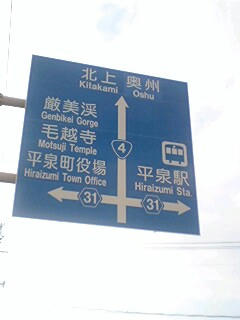 北上 奥州
Kitakami Oshu
厳美渓
Genbikei Gorge
毛越寺
Motsuji Temple
平泉町役場
Hiraizumi Town Office
4
平泉駅
Hiraizumi Sta.
31
31